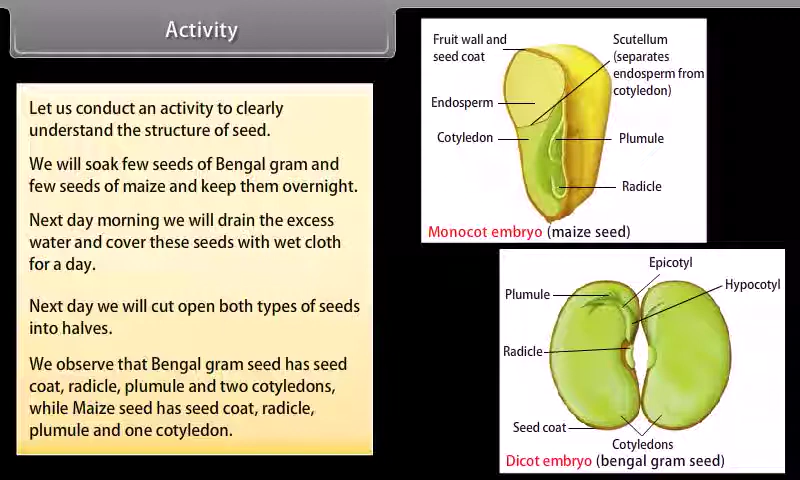 Activity
Let us conduct an activity to clearly
understand the structure of seed.
We will soak few seeds of Bengal gram and
few seeds of maize and keep them overnight.
Next day morning we will drain the excess
water and cover these seeds with wet cloth
for a day.
Next day we will cut open both types of seeds
into halves.
We observe that Bengal gram seed has seed
coat, radicle, plumule and two cotyledons,
while Maize seed has seed coat, radicle,
plumule and one cotyledon.
Fruit wall and
seed coat
Scutellum
(separates
endosperm from
cotyledon)
Endosperm
Cotyledon
Plumule
Radicle
Monocot embryo (maize seed)
Epicotyl
Hypocotyl
Plumule
Radicle
Seed coat
Cotyledons
Dicot embryo (bengal gram seed)